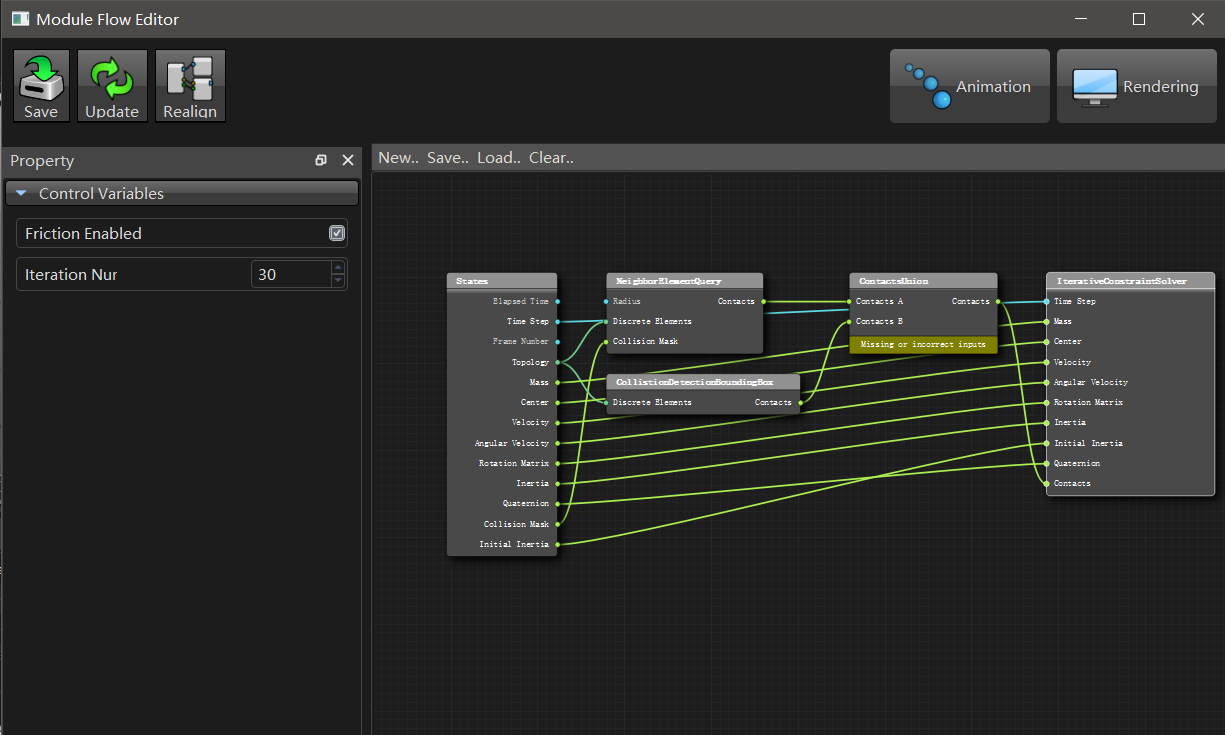 Module Flow Editor
Save
Update
Realign
Animation
Rendering
Property
Control Variables
Friction Enabled
Iteration Nur
30
New.. Save.. Load.. Clear..
States
Elapsed Time
Time Step
Frame Number
Topology
Mass
Center
Velocity
Angular Velocity
Rotation Matrix
Inertia
Quaternion
Collision Mask
Initial Inertia
NeighborElementQuery
Radius Contacts
Discrete Elements
Collision Mask
CollistionDetectionBoundingBox
Discrete Elements Contacts
ContactsUnion
Contacts A Contacts
Contacts B
Missing or incorrect inputs
IterativeConstraintSolver
Time Step
Mass
Center
Velocity
Angular Velocity
Rotation Matrix
Inertia
Initial Inertia
Quaternion
Contacts